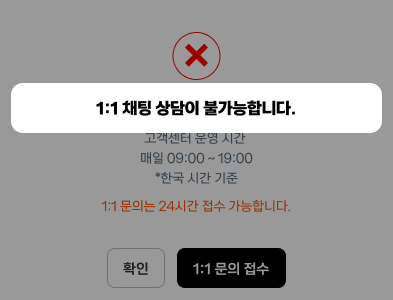 1:1 채팅 상담이 불가능합니다.
고객센터 운영 시간
매일 09:00 ~ 19:00
*한국 시간 기준
1:1 문의는 24시간 접수 가능합니다.
확인
1:1 문의 접수